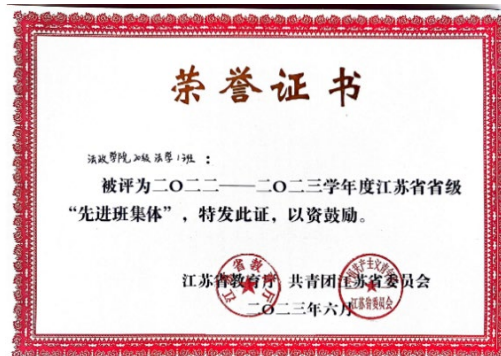 荣誉证书
法政学院20级法学1班：
被评为二〇二二——二〇二三学年度江苏省省级
“先进班集体”，特发此证，以资鼓励。
江苏省教育厅 共青团江苏省委员会
二〇二三年六月